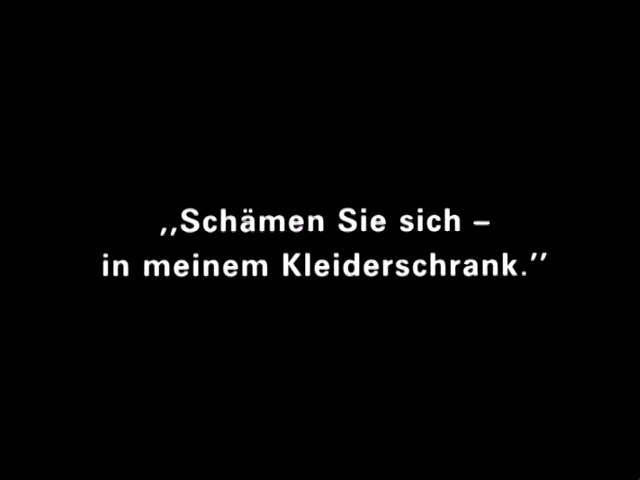 ,,Schämen Sie sich –
in meinem Kleiderschrank.’’